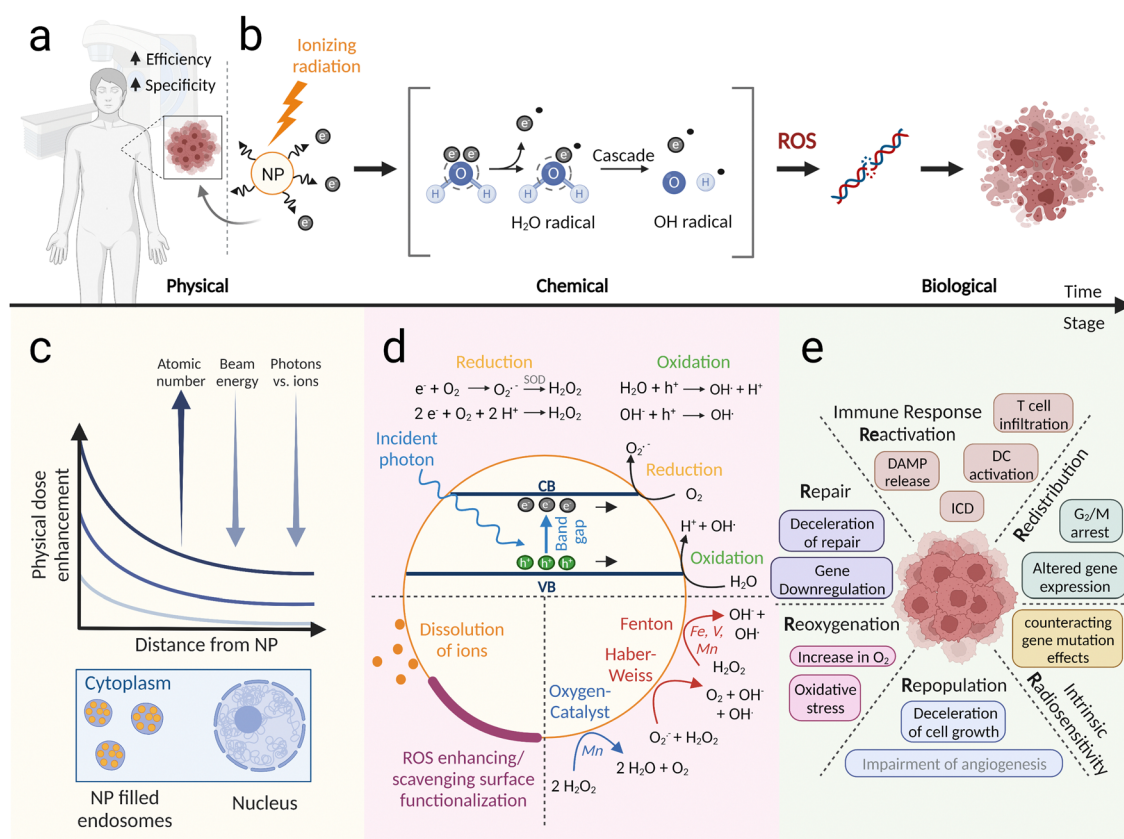 a
Efficiency
Specificity
b
Ionizing
radiation
NP
e⁻
e⁻
e⁻
e⁻ e⁻
O
H H
e⁻
e⁻
O
H H
H₂O radical
Cascade
e⁻
O H
OH radical
ROS
Physical
Chemical
Biological
Time
Stage
c
Atomic
number
Beam
energy
Photons
vs. ions
Physical dose
enhancement
Distance from NP
Cytoplasm
NP filled
endosomes
Nucleus
d
Reduction
e⁻ + O₂ → O₂·⁻ SOD → H₂O₂
2 e⁻ + O₂ + 2 H⁺ → H₂O₂
Oxidation
H₂O + h⁺ → OH· + H⁺
OH⁻ + h⁺ → OH·
Incident
photon
CB
e⁻ e⁻ e⁻
Band
gap
h⁺ h⁺ h⁺
VB
O₂·⁻
Reduction
O₂
H⁺ + OH·
Oxidation
H₂O
Dissolution
of ions
ROS enhancing/
scavenging surface
functionalization
Fenton
Fe, V,
Mn
OH⁻ +
OH·
H₂O₂
Haber-
Weiss
O₂ + OH⁻
+ OH·
O₂·⁻ + H₂O₂
Oxygen-
Catalyst
Mn
2 H₂O + O₂
2 H₂O₂
e
Immune Response
Reactivation
T cell
infiltration
DAMP
release
DC
activation
ICD
Repair
Deceleration
of repair
Gene
Downregulation
Redistribution
G₂/M
arrest
Altered gene
expression
Reoxygenation
Increase in O₂
Oxidative
stress
Repopulation
Deceleration
of cell growth
Impairment of angiogenesis
counteracting
gene mutation
effects
Intrinsic
Radiosensitivity